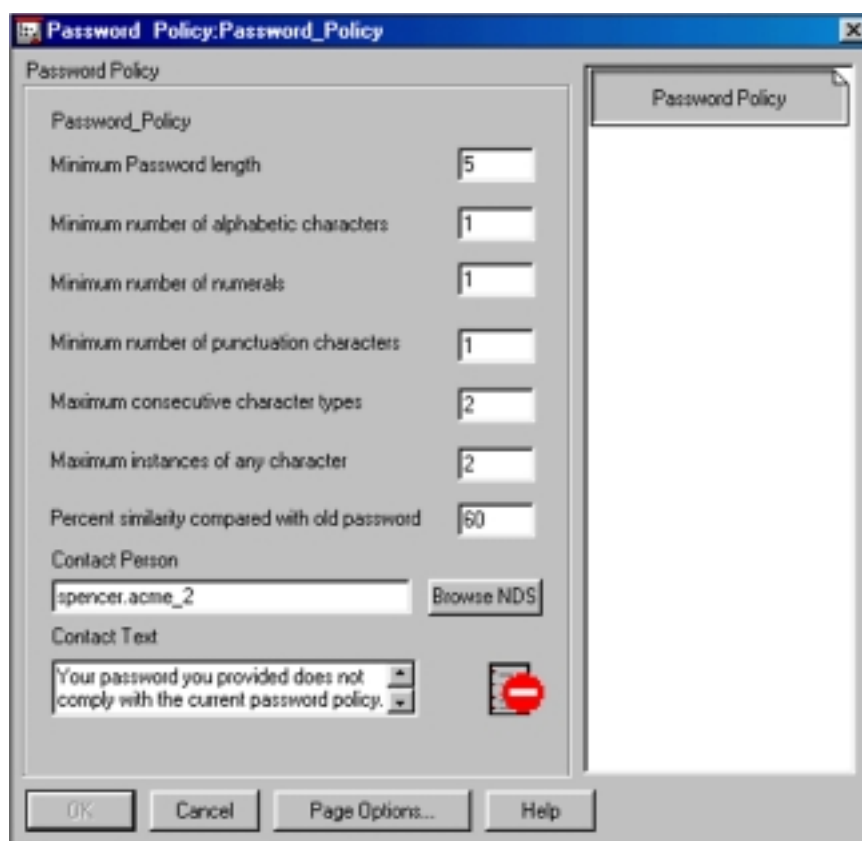 Password Policy:Password_Policy
Password Policy
Password_Policy
Minimum Password length
5
Minimum number of alphabetic characters
1
Minimum number of numerals
1
Minimum number of punctuation characters
1
Maximum consecutive character types
2
Maximum instances of any character
2
Percent similarity compared with old password
60
Contact Person
spencer.acme_2
Browse NDS
Contact Text
Your password you provided does not
comply with the current password policy.
OK
Cancel
Page Options...
Help
Password Policy